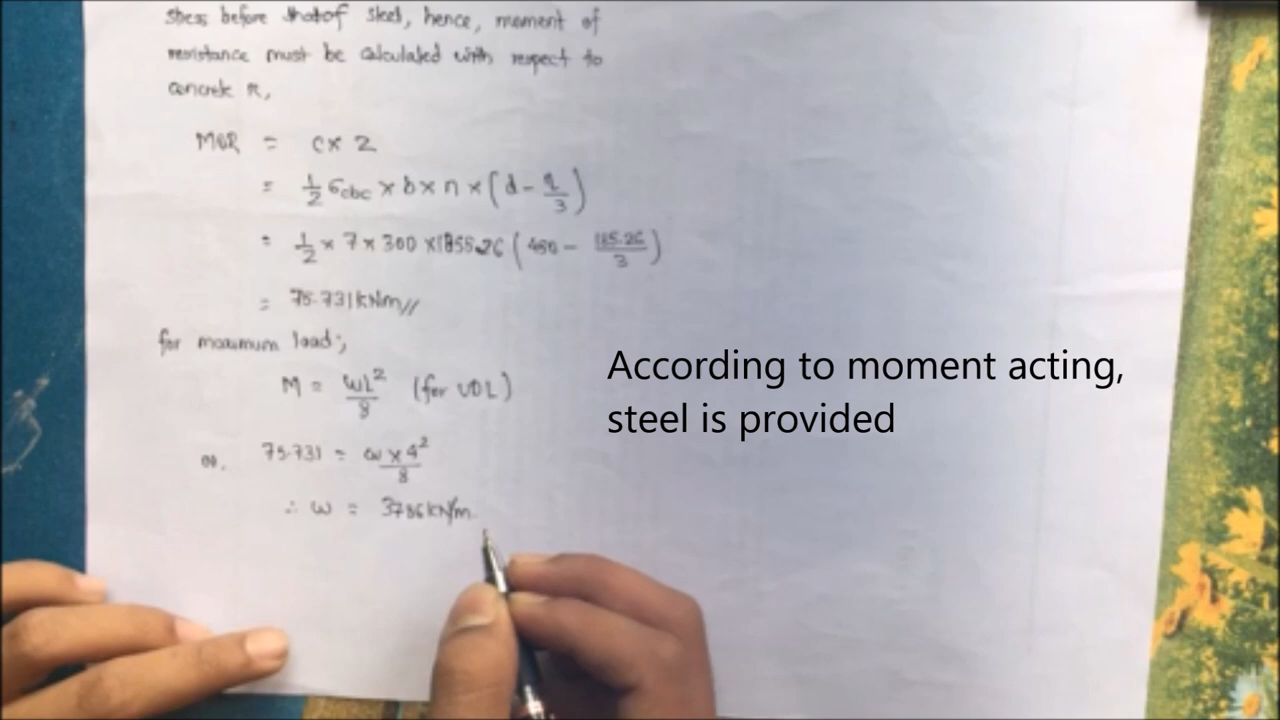 stress before that of steel, hence, moment of
resistance must be calculated with respect to
concrete
MOR = C × Z
= 1/2 σcbc × b × n × (d - n/3)
= 1/2 × 7 × 300 × 185.26 (450 - 185.26/3)
= 75.731 kNm//
for maximum load:,
M = WL²/8 (for UDL)
or. 75.731 = ω × 4²/8
∴ ω = 37.86 kN/m.
According to moment acting,
steel is provided